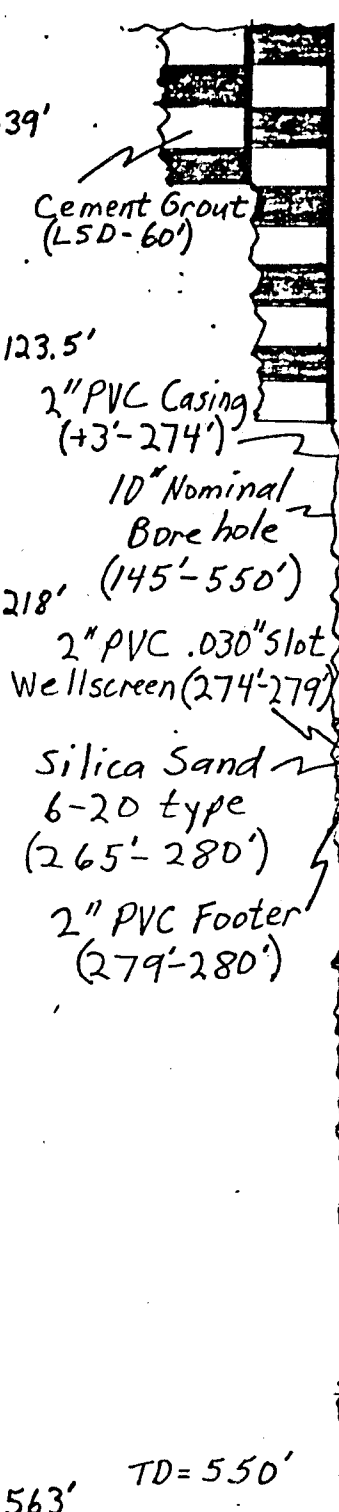 39'
Cement Grout
(LSD-60')
123.5'
2" PVC Casing
(+3'-274')
10" Nominal
Bore hole
(145'-550')
218'
2" PVC .030" Slot
Wellscreen (274'-279')
Silica Sand
6-20 type
(265'-280')
2" PVC Footer
(279'-280')
TD=550'
563'